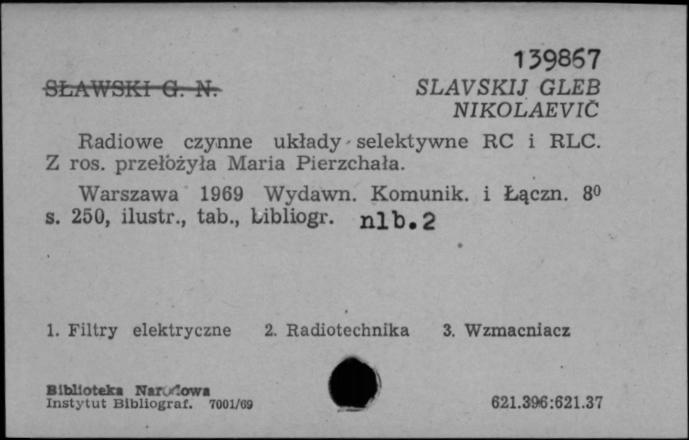 139867
SŁAWSKI G. N.
SLAVSKIJ GLEB
NIKOLAEVIČ
Radiowe czynne układy selektywne RC i RLC.
Z ros. przełożyła Maria Pierzchała.
Warszawa 1969 Wydawn. Komunik. i Łączn. 8⁰
s. 250, ilustr., tab., bibliogr. nlb. 2
1. Filtry elektryczne 2. Radiotechnika 3. Wzmacniacz
Biblioteka Narodowa
Instytut Bibliograf. 7001/69
621.396:621.37